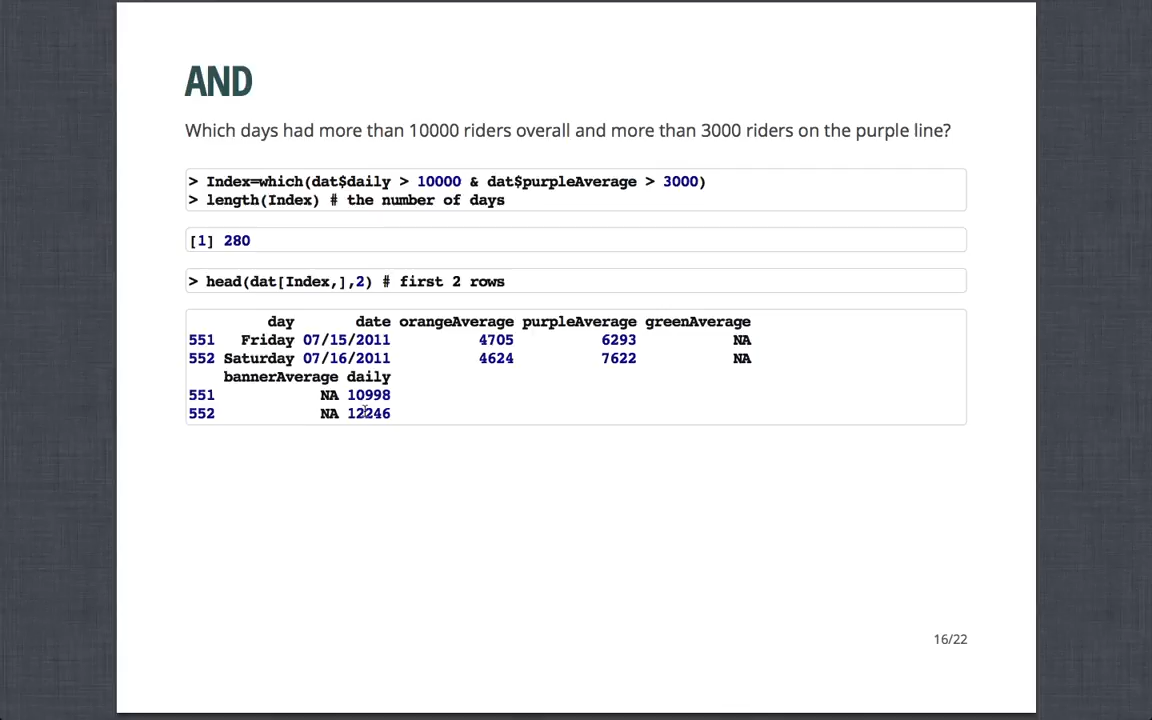 AND
Which days had more than 10000 riders overall and more than 3000 riders on the purple line?
> Index=which(dat$daily > 10000 & dat$purpleAverage > 3000)
> length(Index) # the number of days
[1] 280
> head(dat[Index,],2) # first 2 rows
day date orangeAverage purpleAverage greenAverage
551 Friday 07/15/2011 4705 6293 NA
552 Saturday 07/16/2011 4624 7622 NA
bannerAverage daily
551 NA 10998
552 NA 12246
16/22